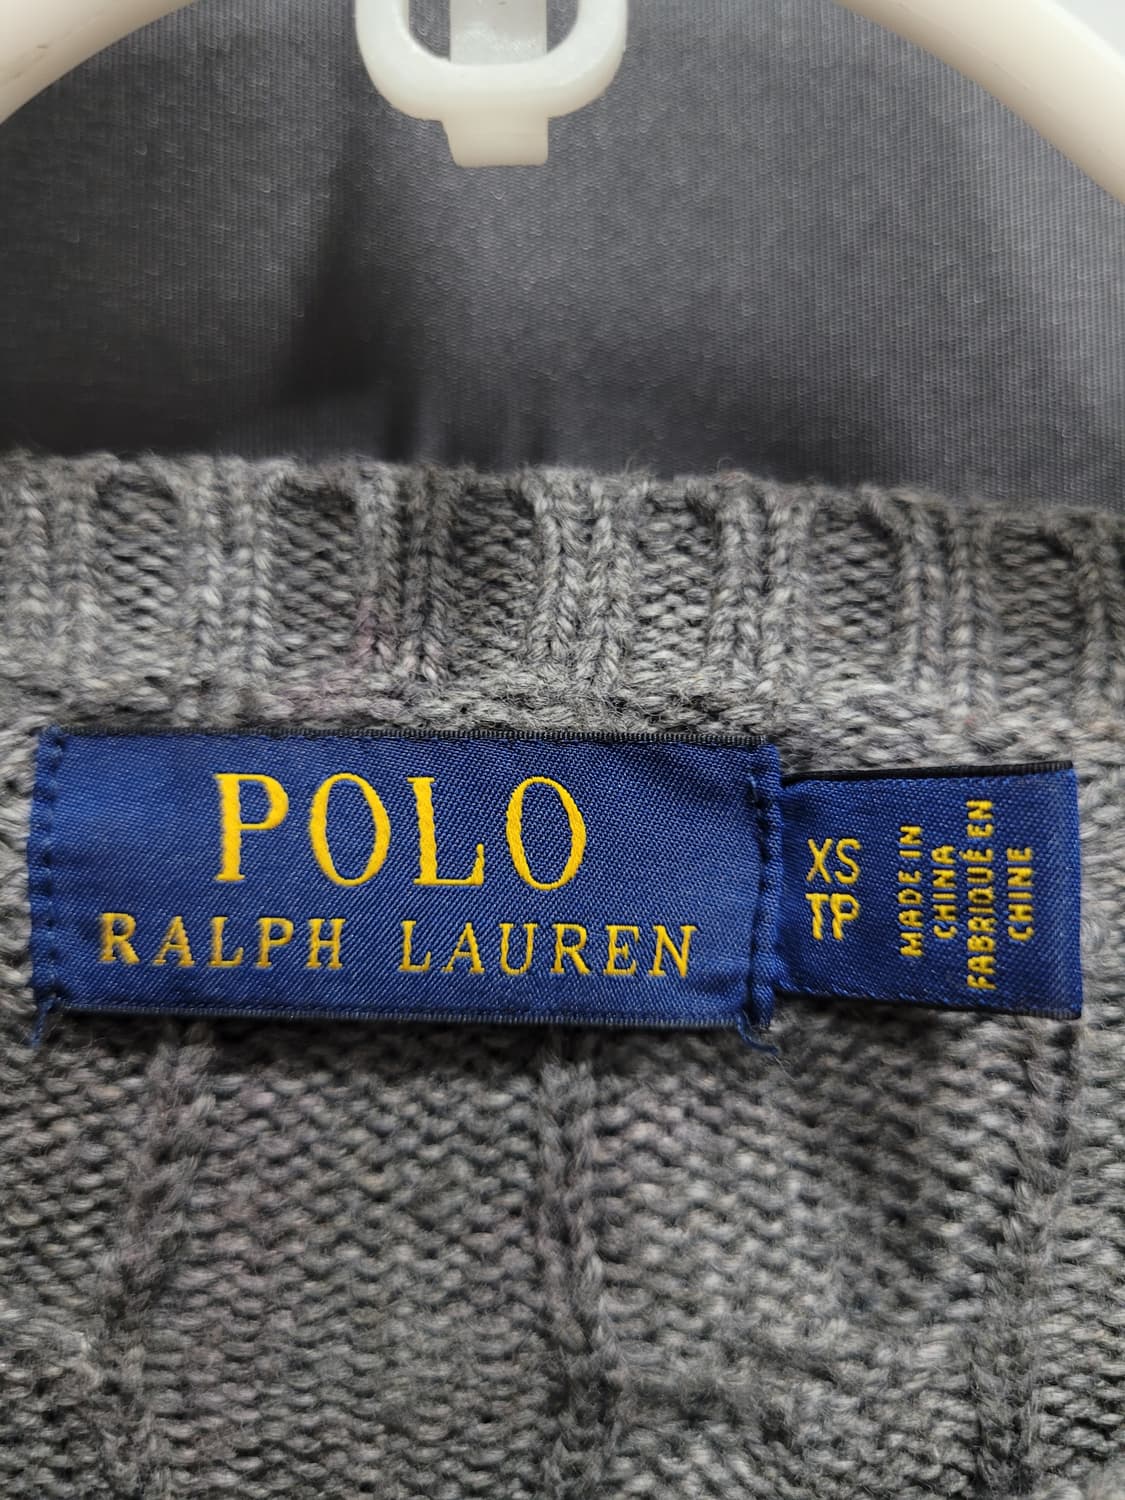 POLO
RALPH LAUREN
XS
TP
MADE IN
CHINA
FABRIQUÉ EN
CHINE